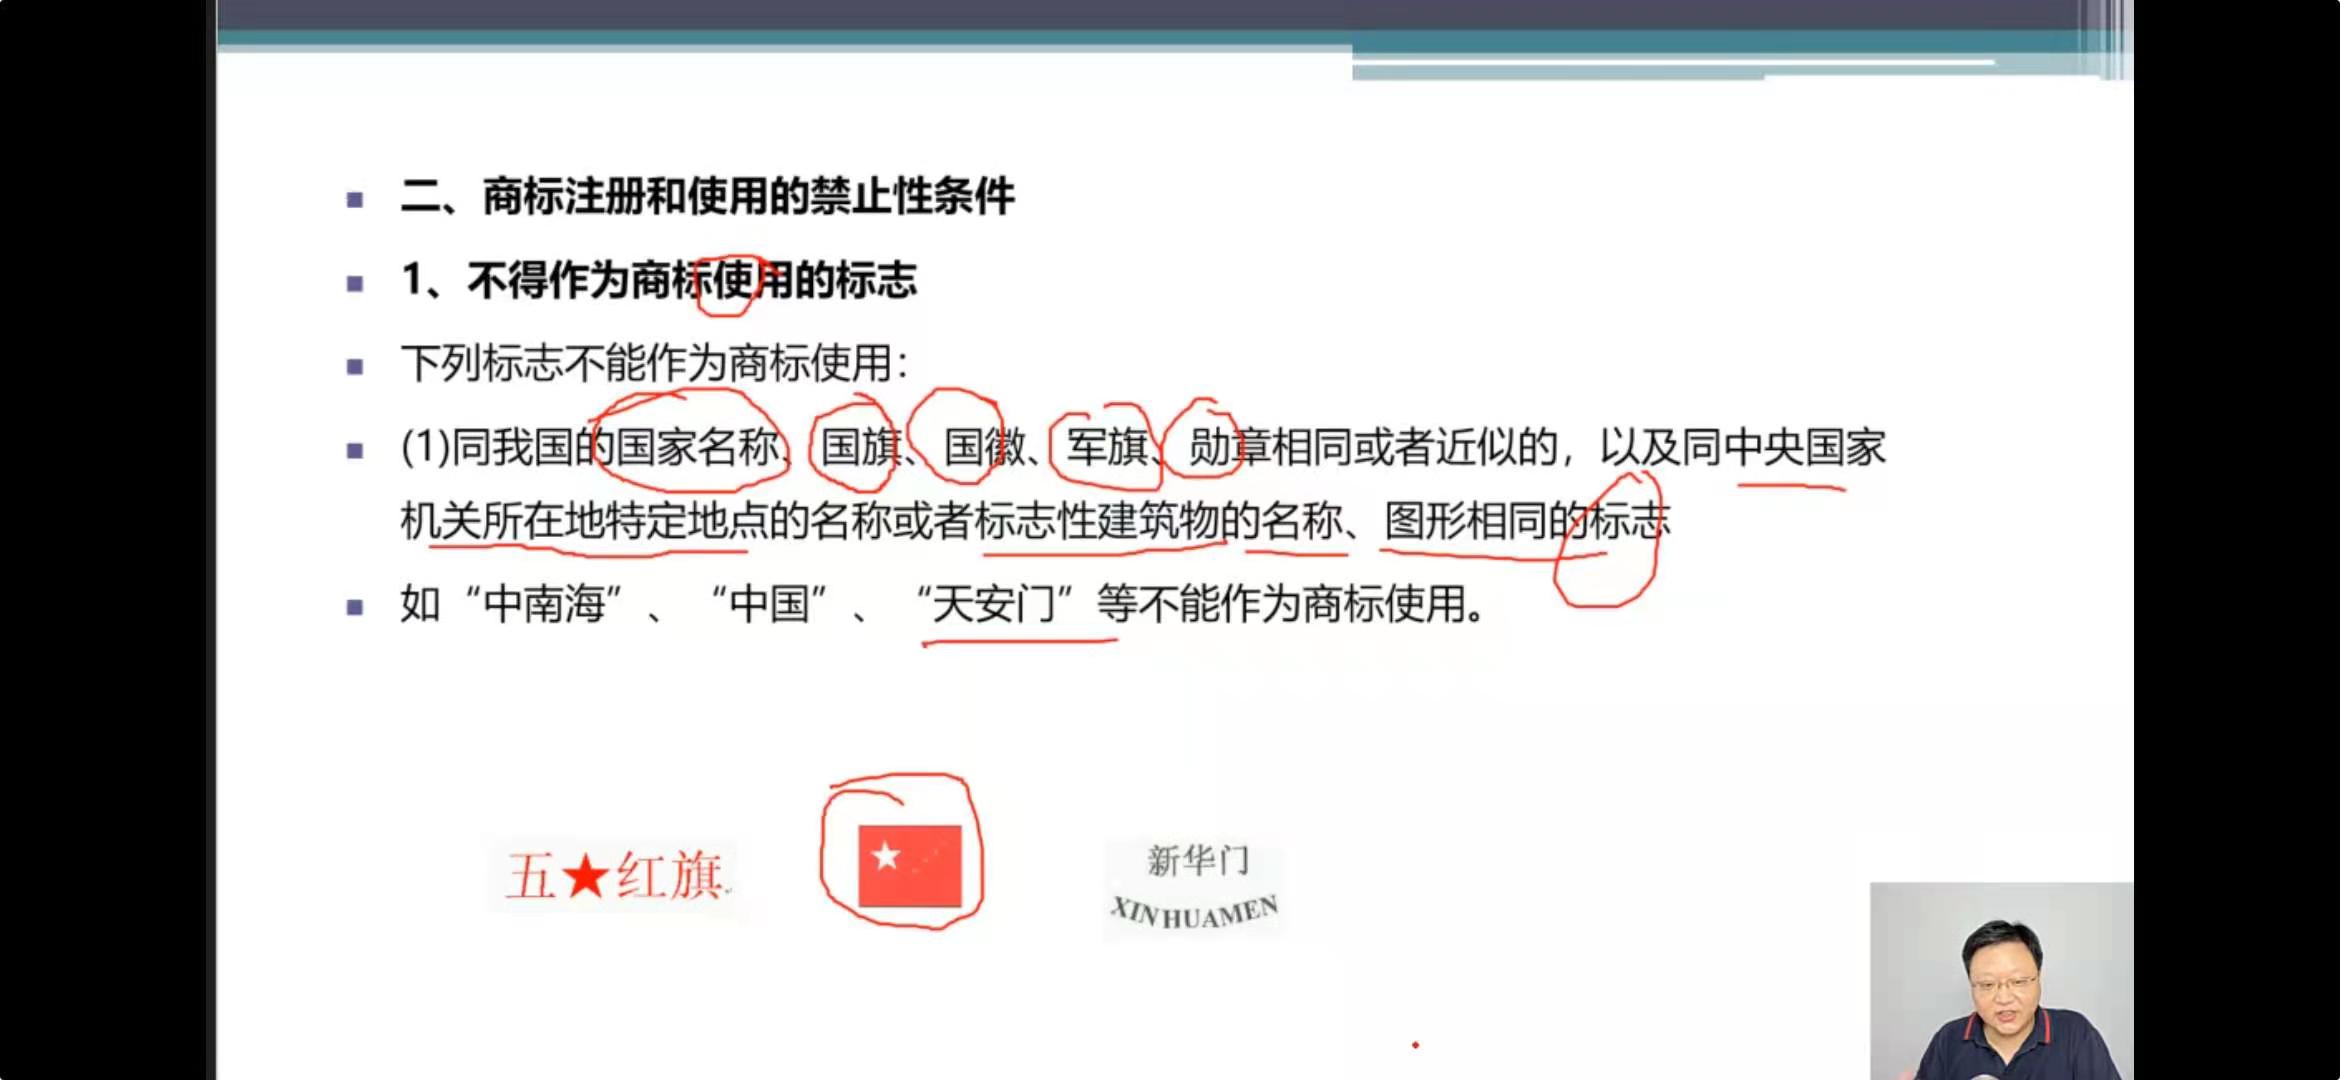 二、商标注册和使用的禁止性条件
1、不得作为商标使用的标志
下列标志不能作为商标使用：
(1)同我国的国家名称、国旗、国徽、军旗、勋章相同或者近似的，以及同中央国家
机关所在地特定地点的名称或者标志性建筑物的名称、图形相同的标志
如“中南海”、“中国”、“天安门”等不能作为商标使用。
五★红旗
新华门
XINHUAMEN